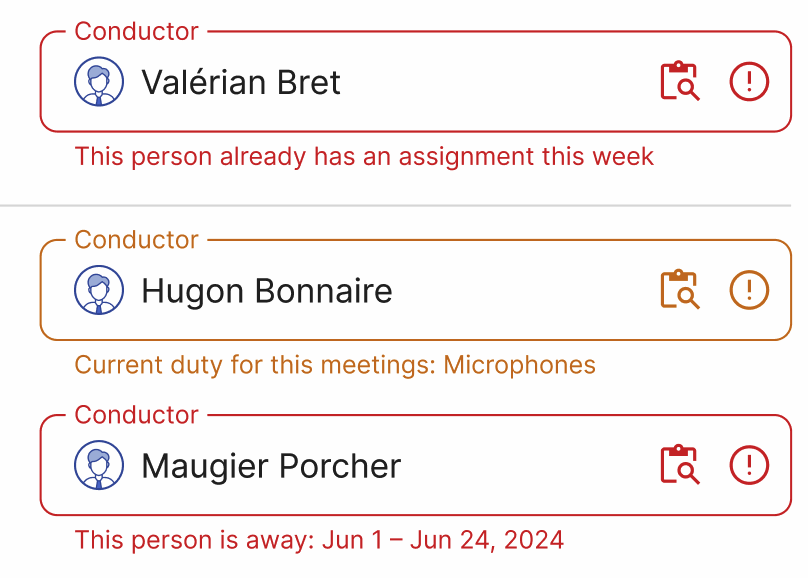 Conductor
Valérian Bret
This person already has an assignment this week
Conductor
Hugon Bonnaire
Current duty for this meetings: Microphones
Conductor
Maugier Porcher
This person is away: Jun 1 – Jun 24, 2024